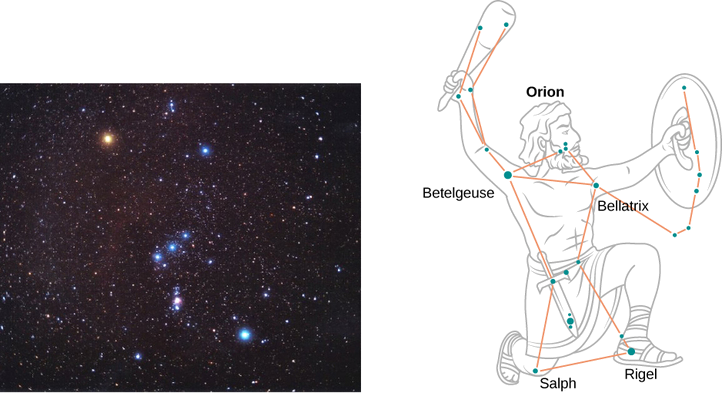 Orion
Betelgeuse
Bellatrix
Salph
Rigel